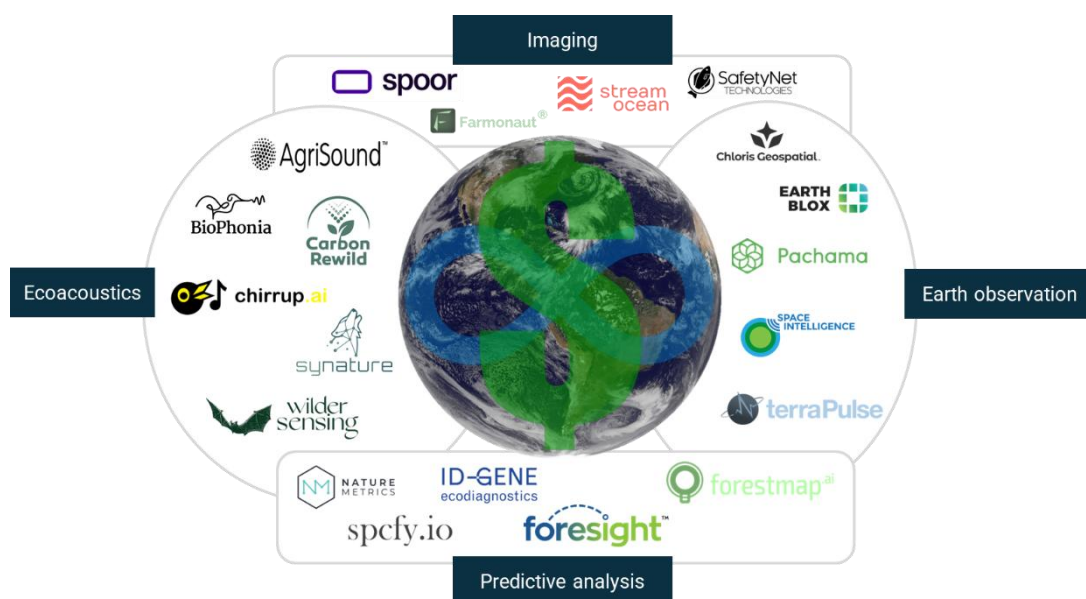 Imaging
spoor
stream
ocean
SafetyNet
TECHNOLOGIES
Farmonaut®
AgriSound™
BioPhonia
Carbon
Rewild
Ecoacoustics
chirrup.ai
synature
wilder
sensing
Chloris Geospatial.
EARTH
BLOX
Pachama
Earth observation
SPACE
INTELLIGENCE
terraPulse
$
NM
NATURE
METRICS
ID-GENE
ecodiagnostics
forestmap.ai
spcfy.io
foresight™
Predictive analysis